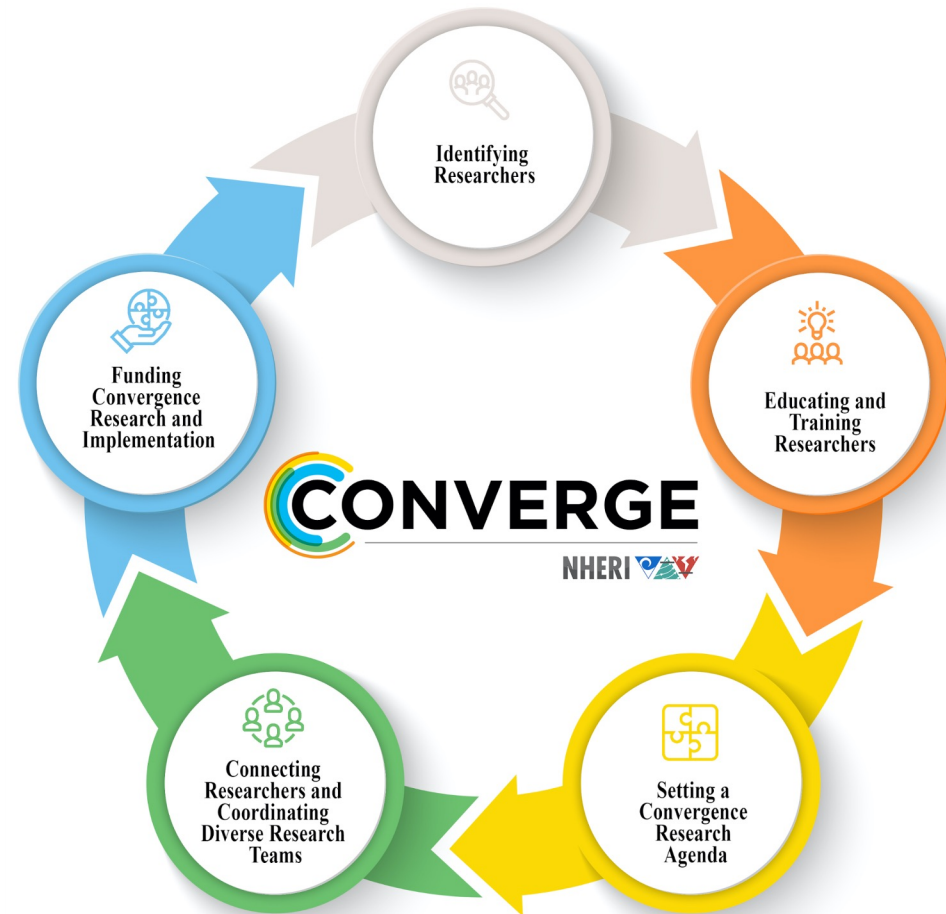 Identifying
Researchers
Educating and
Training
Researchers
Setting a
Convergence
Research
Agenda
Connecting
Researchers and
Coordinating
Diverse Research
Teams
Funding
Convergence
Research and
Implementation
CONVERGE
NHERI